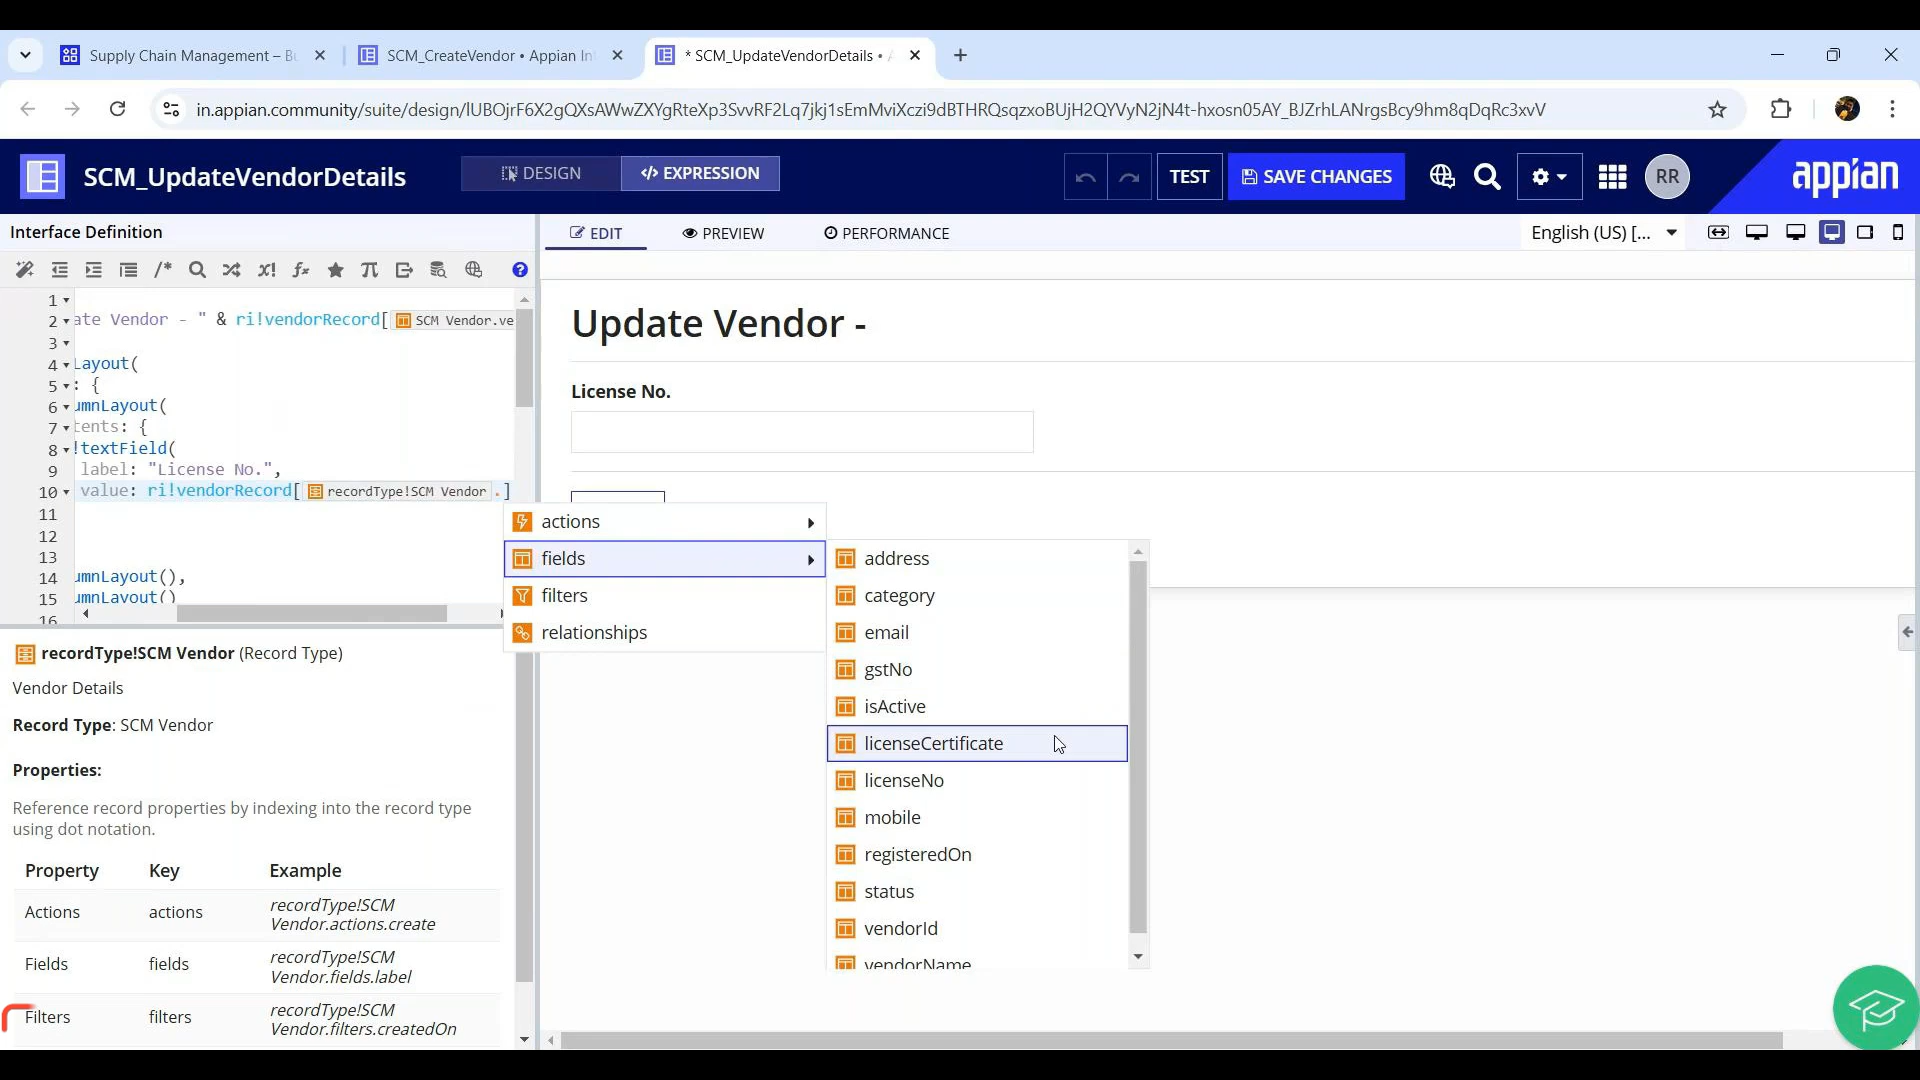 Supply Chain Management – Bu
SCM_CreateVendor • Appian In
* SCM_UpdateVendorDetails • A
in.appian.community/suite/design/lUBOjrF6X2gQXsAWwZXYgRteXp3SvvRF2Lq7jkj1sEmMviXczi9dBTHRQsqzxoBUjH2QYVyN2jN4t-hxosn05AY_BJZrhLANrgsBcy9hm8qDqRc3xvV
SCM_UpdateVendorDetails
DESIGN
</> EXPRESSION
TEST
SAVE CHANGES
RR
appian
Interface Definition
EDIT
PREVIEW
PERFORMANCE
English (US) [...
1
2 ate Vendor - " & ri!vendorRecord[ SCM Vendor.ve
3
4 Layout(
5 : {
6 umnLayout(
7 tents: {
8 !textField(
9 label: "License No.",
10 value: ri!vendorRecord[ recordType!SCM Vendor .]
11
12
13
14 umnLayout(),
15 umnLayout()
16
Update Vendor -
License No.
actions
fields
filters
relationships
address
category
email
gstNo
isActive
licenseCertificate
licenseNo
mobile
registeredOn
status
vendorId
vendorName
recordType!SCM Vendor (Record Type)
Vendor Details
Record Type: SCM Vendor
Properties:
Reference record properties by indexing into the record type
using dot notation.
Property Key Example
Actions actions recordType!SCM
Vendor.actions.create
Fields fields recordType!SCM
Vendor.fields.label
Filters filters recordType!SCM
Vendor.filters.createdOn